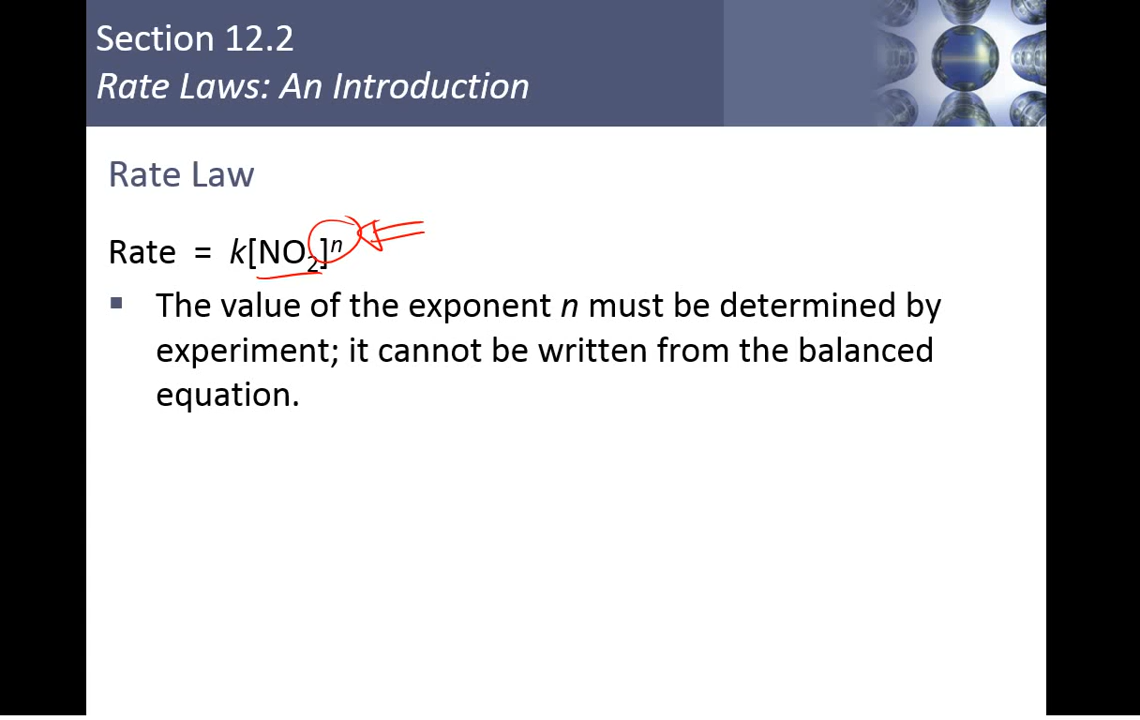 Section 12.2
Rate Laws: An Introduction
Rate Law
Rate = k[NO₂]ⁿ
▪ The value of the exponent n must be determined by
experiment; it cannot be written from the balanced
equation.